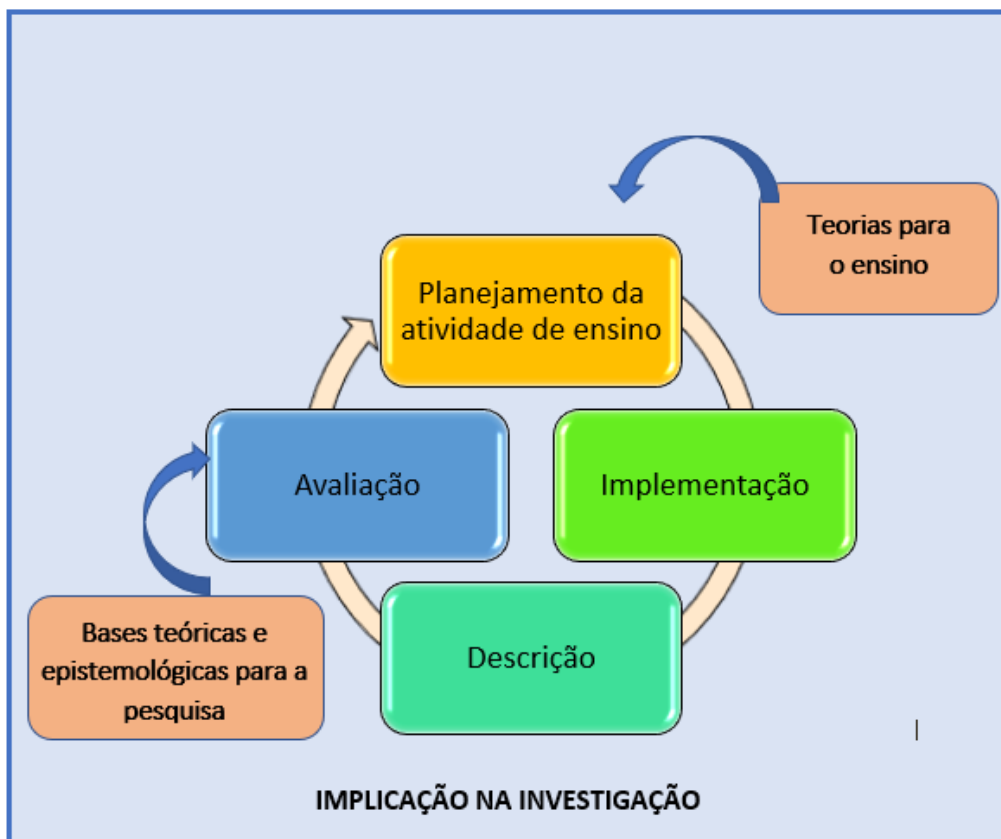 Teorias para
o ensino
Planejamento da
atividade de ensino
Avaliação
Implementação
Descrição
Bases teóricas e
epistemológicas para a
pesquisa
IMPLICAÇÃO NA INVESTIGAÇÃO